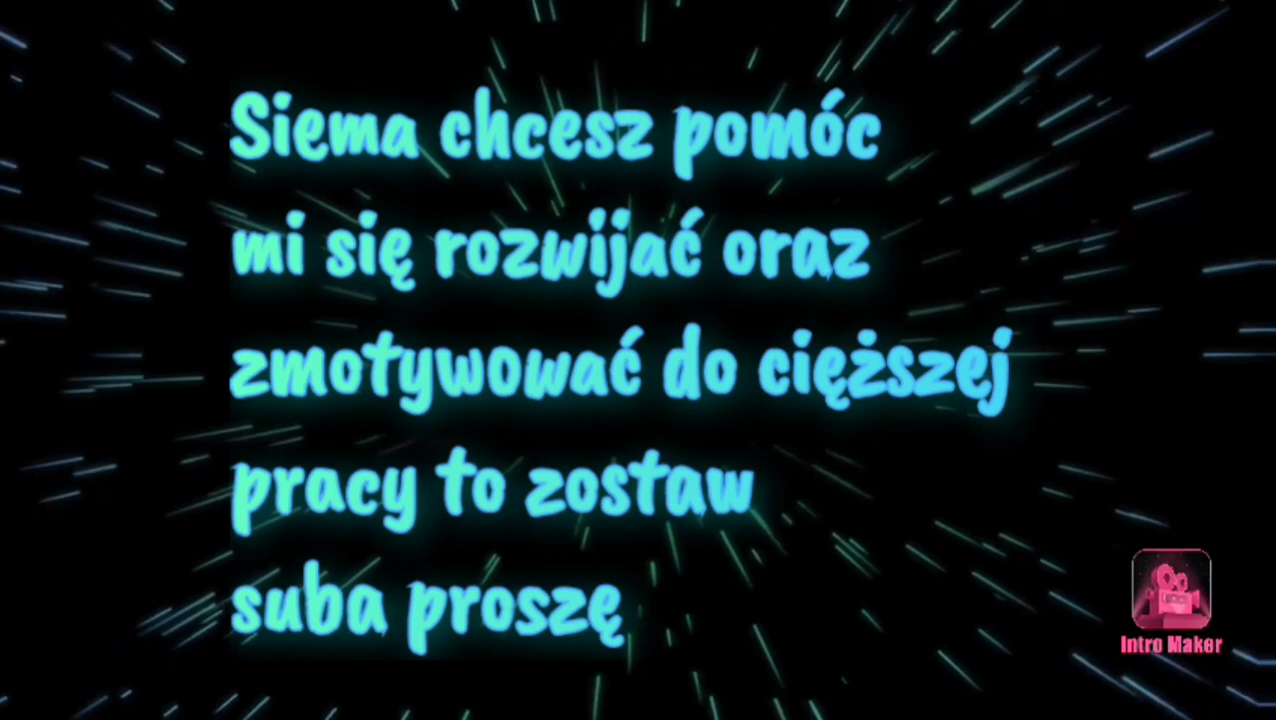 Siema chcesz pomóc
mi się rozwijać oraz
zmotywować do cięższej
pracy to zostaw
suba proszę
Intro Maker